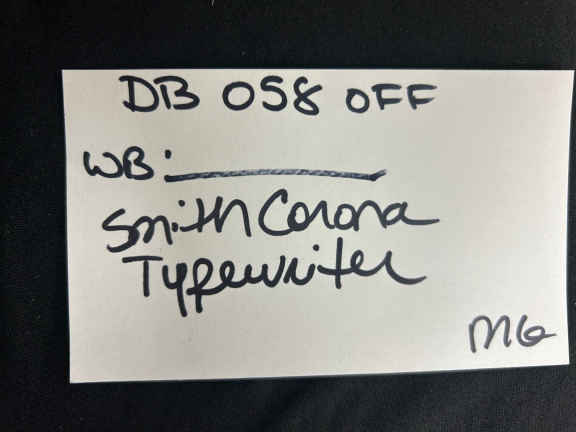 DB 058 OFF
WB:
Smith Corona
Typewriter
MG